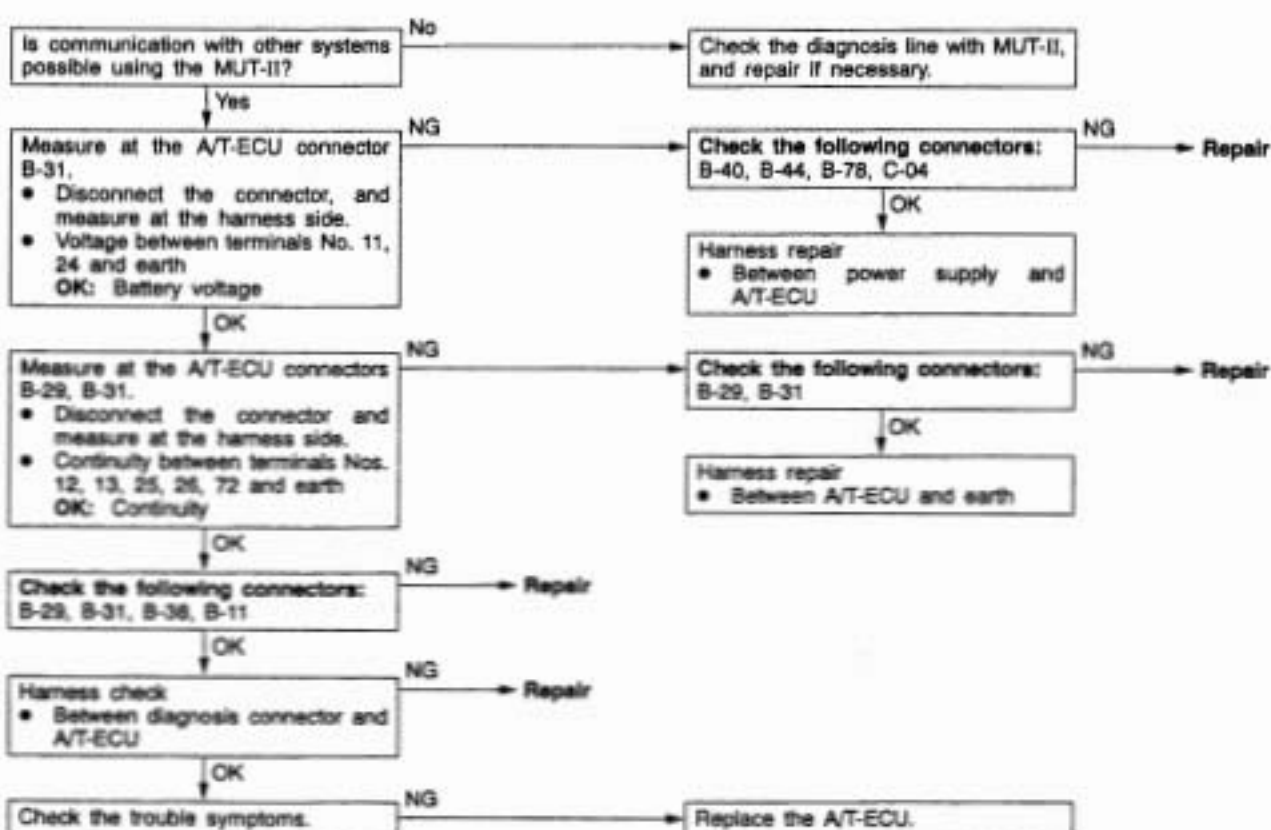 Is communication with other systems
possible using the MUT-II?
No
Check the diagnosis line with MUT-II,
and repair if necessary.
Yes
Measure at the A/T-ECU connector
B-31.
• Disconnect the connector, and
measure at the harness side.
• Voltage between terminals No. 11,
24 and earth
OK: Battery voltage
NG
Check the following connectors:
B-40, B-44, B-78, C-04
NG
Repair
OK
Harness repair
• Between power supply and
A/T-ECU
OK
Measure at the A/T-ECU connectors
B-29, B-31.
• Disconnect the connector and
measure at the harness side.
• Continuity between terminals Nos.
12, 13, 25, 26, 72 and earth
OK: Continuity
NG
Check the following connectors:
B-29, B-31
NG
Repair
OK
Harness repair
• Between A/T-ECU and earth
OK
Check the following connectors:
B-29, B-31, B-36, B-11
NG
Repair
OK
Harness check
• Between diagnosis connector and
A/T-ECU
NG
Repair
OK
Check the trouble symptoms.
NG
Replace the A/T-ECU.